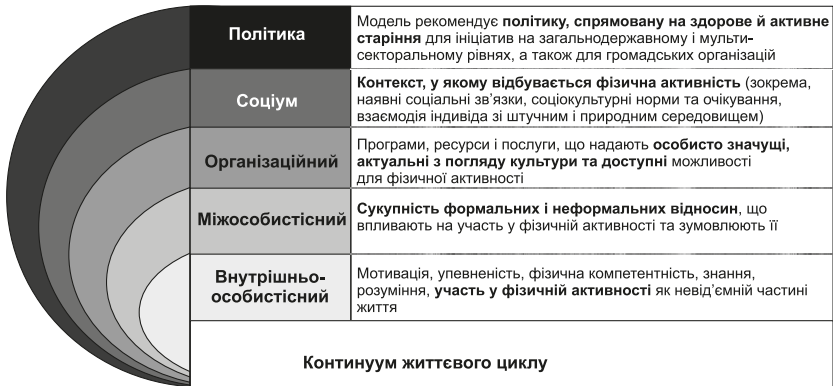 Політика
Модель рекомендує політику, спрямовану на здорове й активне
старіння для ініціатив на загальнодержавному і мульти-
секторальному рівнях, а також для громадських організацій
Соціум
Контекст, у якому відбувається фізична активність (зокрема,
наявні соціальні зв’язки, соціокультурні норми та очікування,
взаємодія індивіда зі штучним і природним середовищем)
Організаційний
Програми, ресурси і послуги, що надають особисто значущі,
актуальні з погляду культури та доступні можливості
для фізичної активності
Міжособистісний
Сукупність формальних і неформальних відносин, що
впливають на участь у фізичній активності та зумовлюють її
Внутрішньо-
особистісний
Мотивація, упевненість, фізична компетентність, знання,
розуміння, участь у фізичній активності як невід’ємній частині
життя
Континуум життєвого циклу